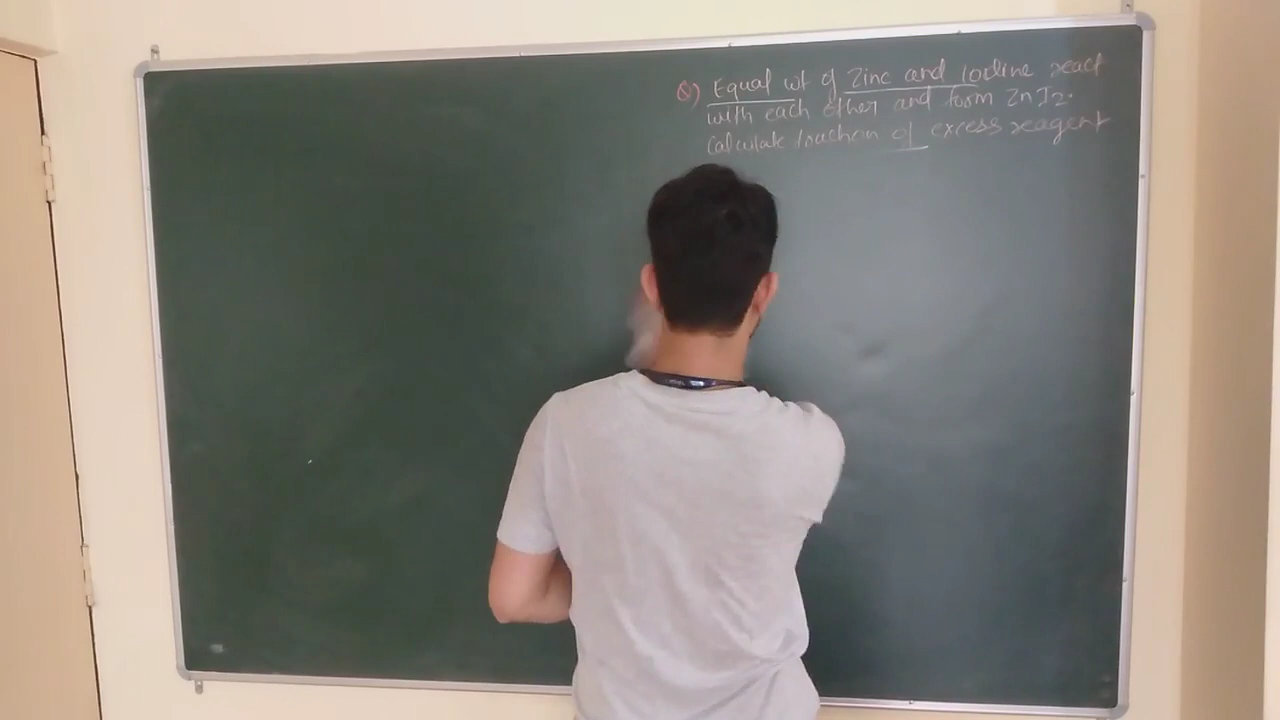 Q) Equal wt of Zinc and Iodine react
with each other and form ZnI2.
calculate fraction of excess reagent